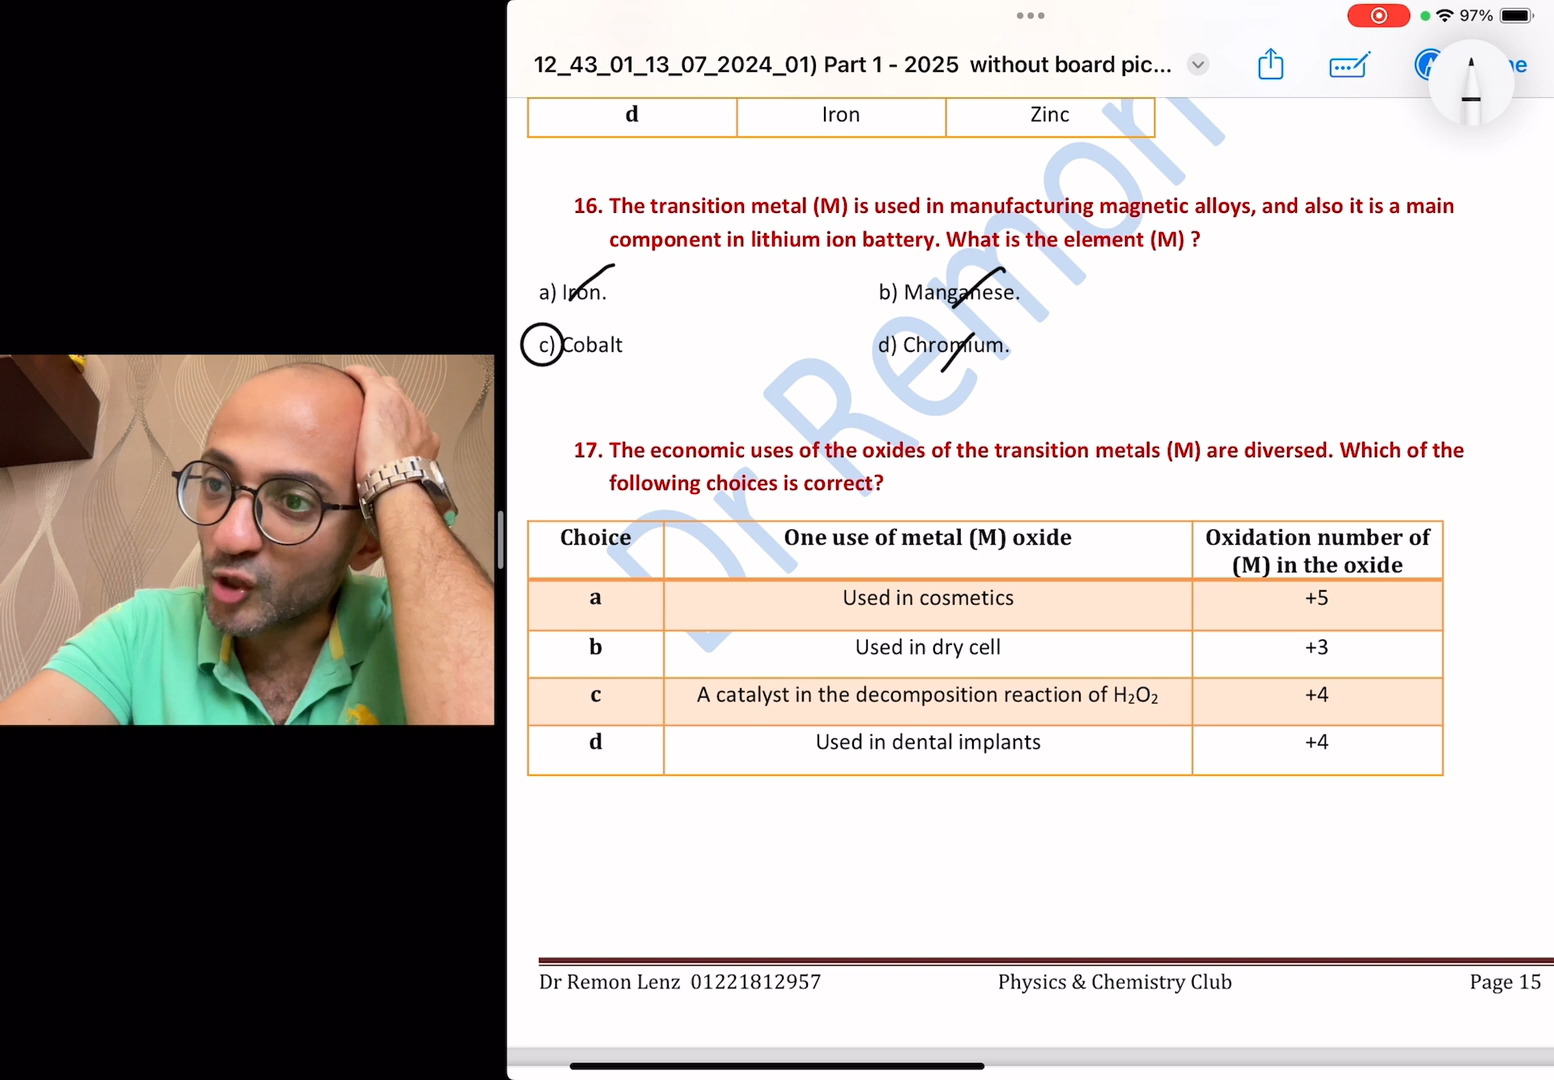 97%
12_43_01_13_07_2024_01) Part 1 - 2025 without board pic...
d Iron Zinc
16. The transition metal (M) is used in manufacturing magnetic alloys, and also it is a main
component in lithium ion battery. What is the element (M) ?
a) Iron. b) Manganese.
c) Cobalt d) Chromium.
17. The economic uses of the oxides of the transition metals (M) are diversed. Which of the
following choices is correct?
Choice One use of metal (M) oxide Oxidation number of
(M) in the oxide
a Used in cosmetics +5
b Used in dry cell +3
c A catalyst in the decomposition reaction of H₂O₂ +4
d Used in dental implants +4
Dr Remon
Dr Remon Lenz 01221812957 Physics & Chemistry Club Page 15